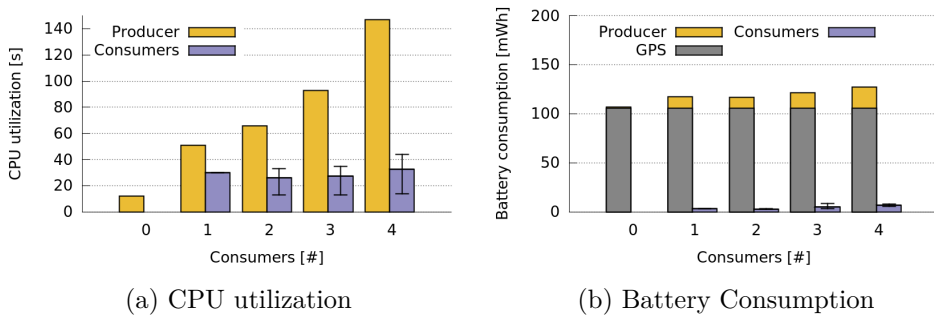 Producer
Consumers
CPU utilization [s]
140
120
100
80
60
40
20
0
0 1 2 3 4
Consumers [#]
(a) CPU utilization
Producer Consumers
GPS
Battery consumption [mWh]
200
150
100
50
0
0 1 2 3 4
Consumers [#]
(b) Battery Consumption